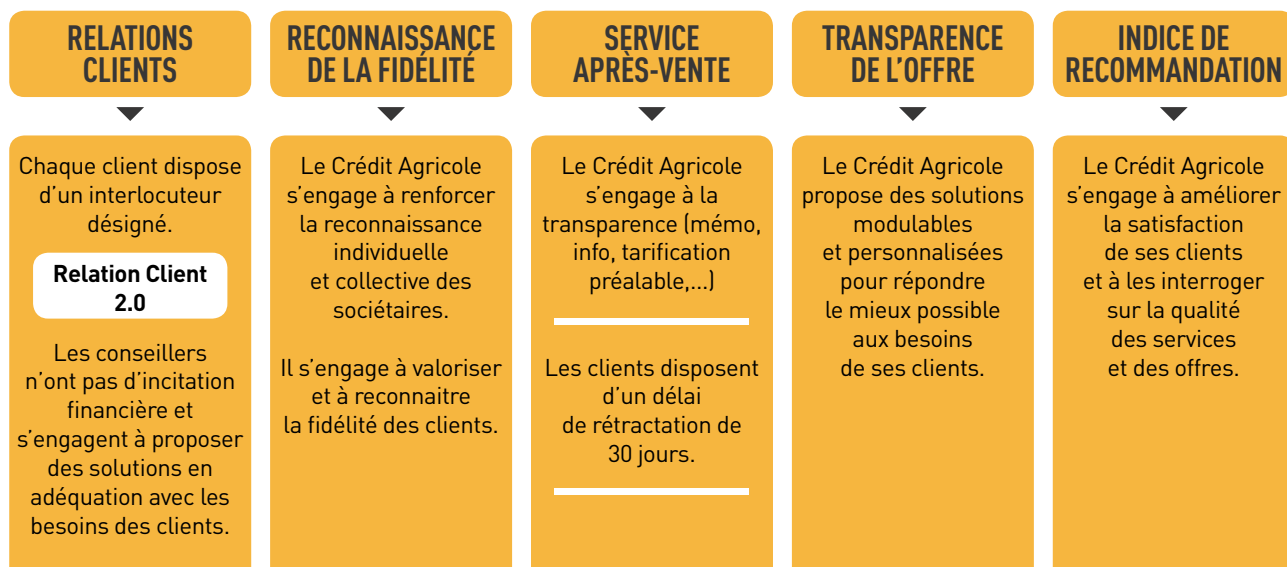 RELATIONS
CLIENTS
Chaque client dispose
d'un interlocuteur
désigné.
Relation Client
2.0
Les conseillers
n'ont pas d'incitation
financière et
s'engagent à proposer
des solutions en
adéquation avec les
besoins des clients.
RECONNAISSANCE
DE LA FIDÉLITÉ
Le Crédit Agricole
s'engage à renforcer
la reconnaissance
individuelle
et collective des
sociétaires.
Il s'engage à valoriser
et à reconnaitre
la fidélité des clients.
SERVICE
APRÈS-VENTE
Le Crédit Agricole
s'engage à la
transparence (mémo,
info, tarification
préalable,...)
Les clients disposent
d'un délai
de rétractation de
30 jours.
TRANSPARENCE
DE L'OFFRE
Le Crédit Agricole
propose des solutions
modulables
et personnalisées
pour répondre
le mieux possible
aux besoins
de ses clients.
INDICE DE
RECOMMANDATION
Le Crédit Agricole
s'engage à améliorer
la satisfaction
de ses clients
et à les interroger
sur la qualité
des services
et des offres.